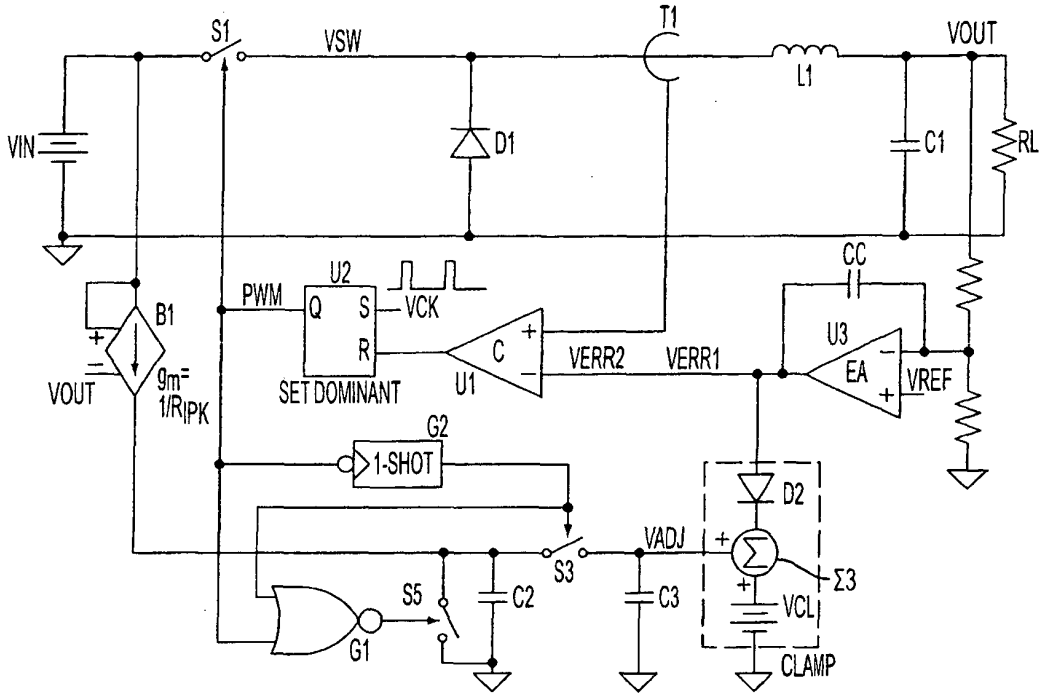 S1
VSW
T1
VOUT
L1
VIN
D1
C1
RL
CC
U2
PWM
Q
S
VCK
R
B1
+
−
VOUT
gm=
1/RIPK
SET DOMINANT
+
C
−
U1
VERR2
VERR1
U3
−
EA
VREF
+
G2
1-SHOT
D2
VADJ
+
Σ
S3
+
Σ3
S5
C2
C3
VCL
G1
CLAMP